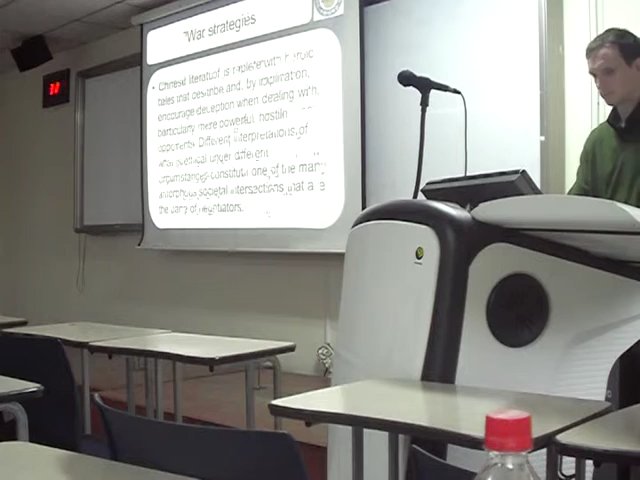 "War strategies
• Chinese literature is replete with heroic
tales that describe and, by implication,
encourage deception when dealing with,
particularly more powerful, hostile
opponents. Different interpretations of
what is ethical under different
circumstances constitute one of the many
amorphous societal intersections that are
the bane of negotiators.